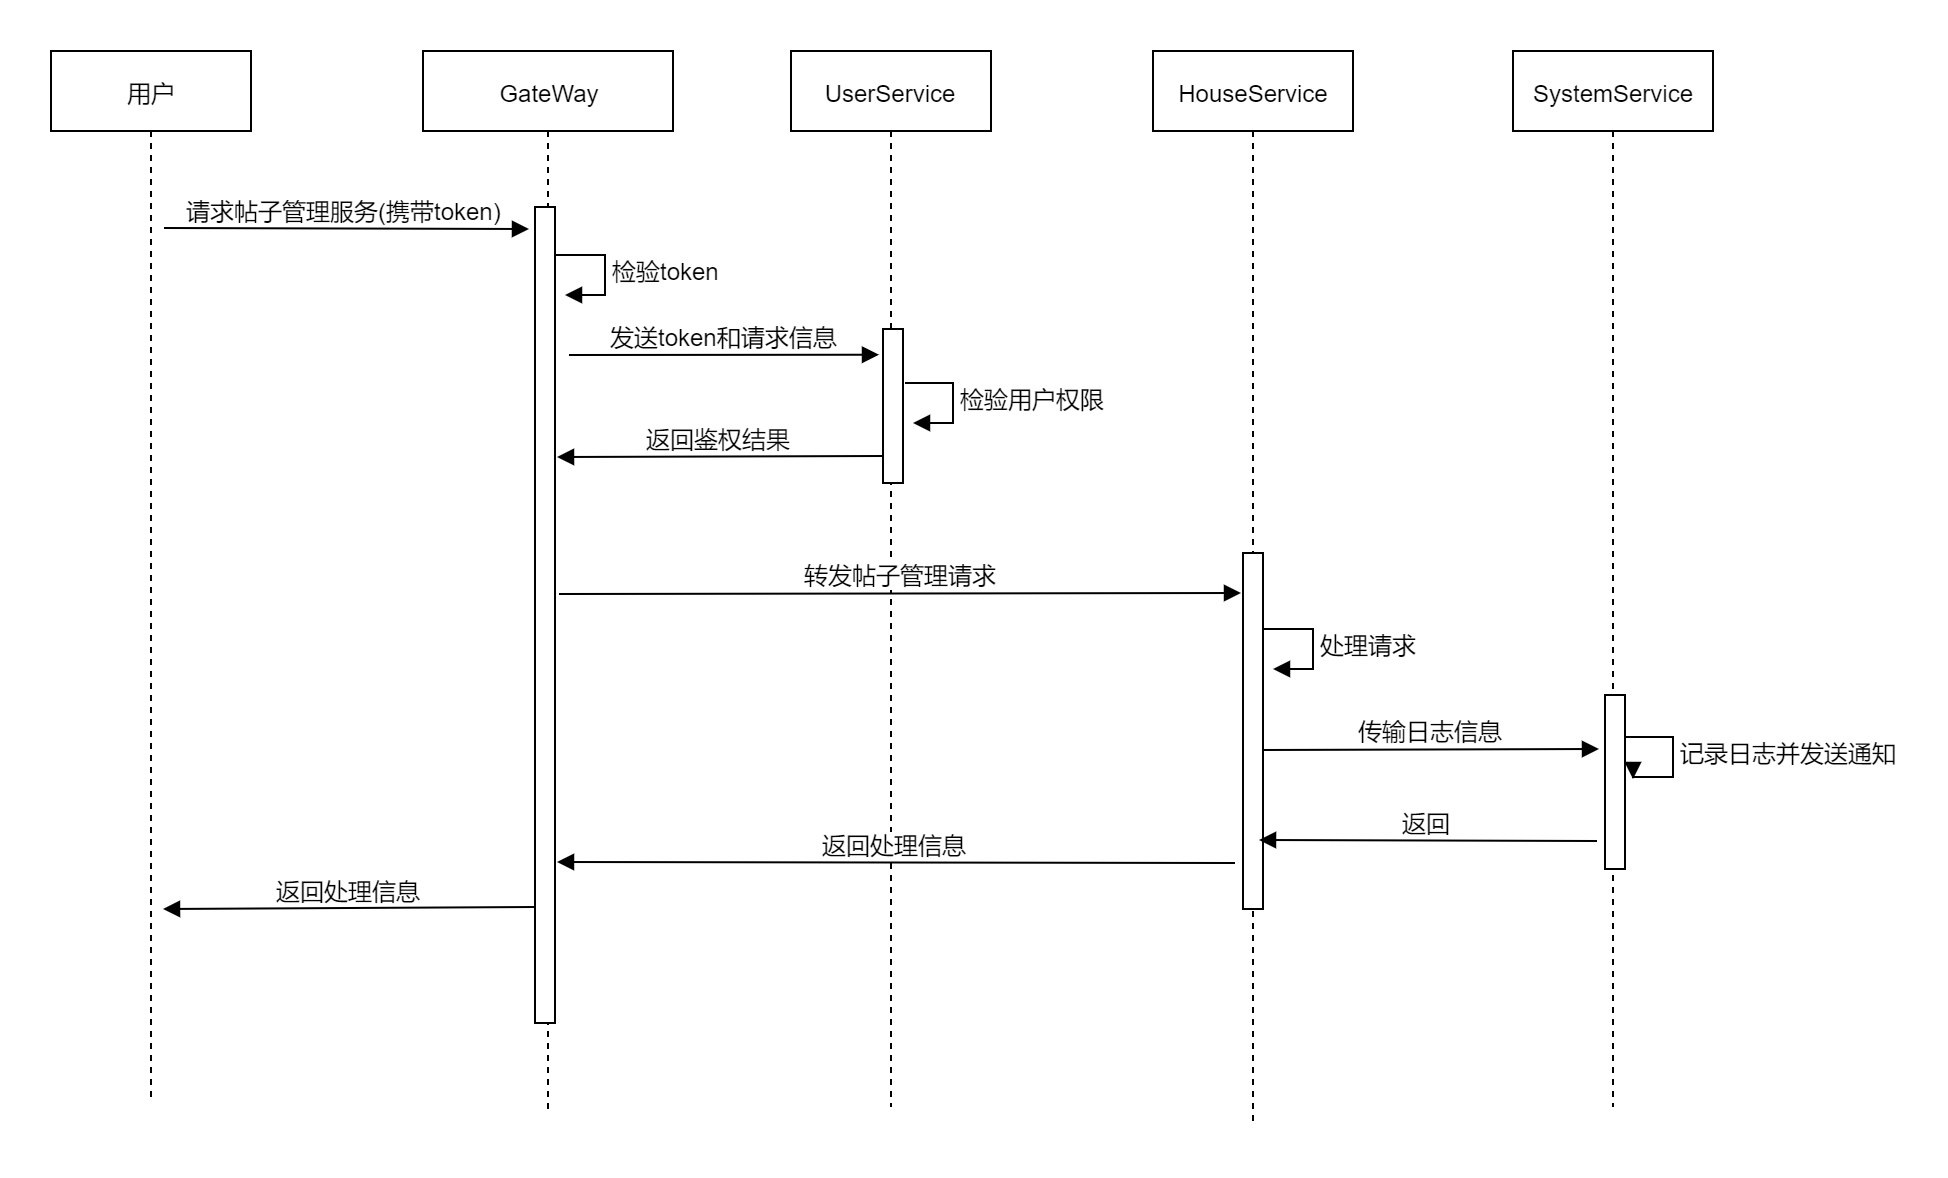 用户
GateWay
UserService
HouseService
SystemService
请求帖子管理服务(携带token)
检验token
发送token和请求信息
检验用户权限
返回鉴权结果
转发帖子管理请求
处理请求
传输日志信息
记录日志并发送通知
返回
返回处理信息
返回处理信息